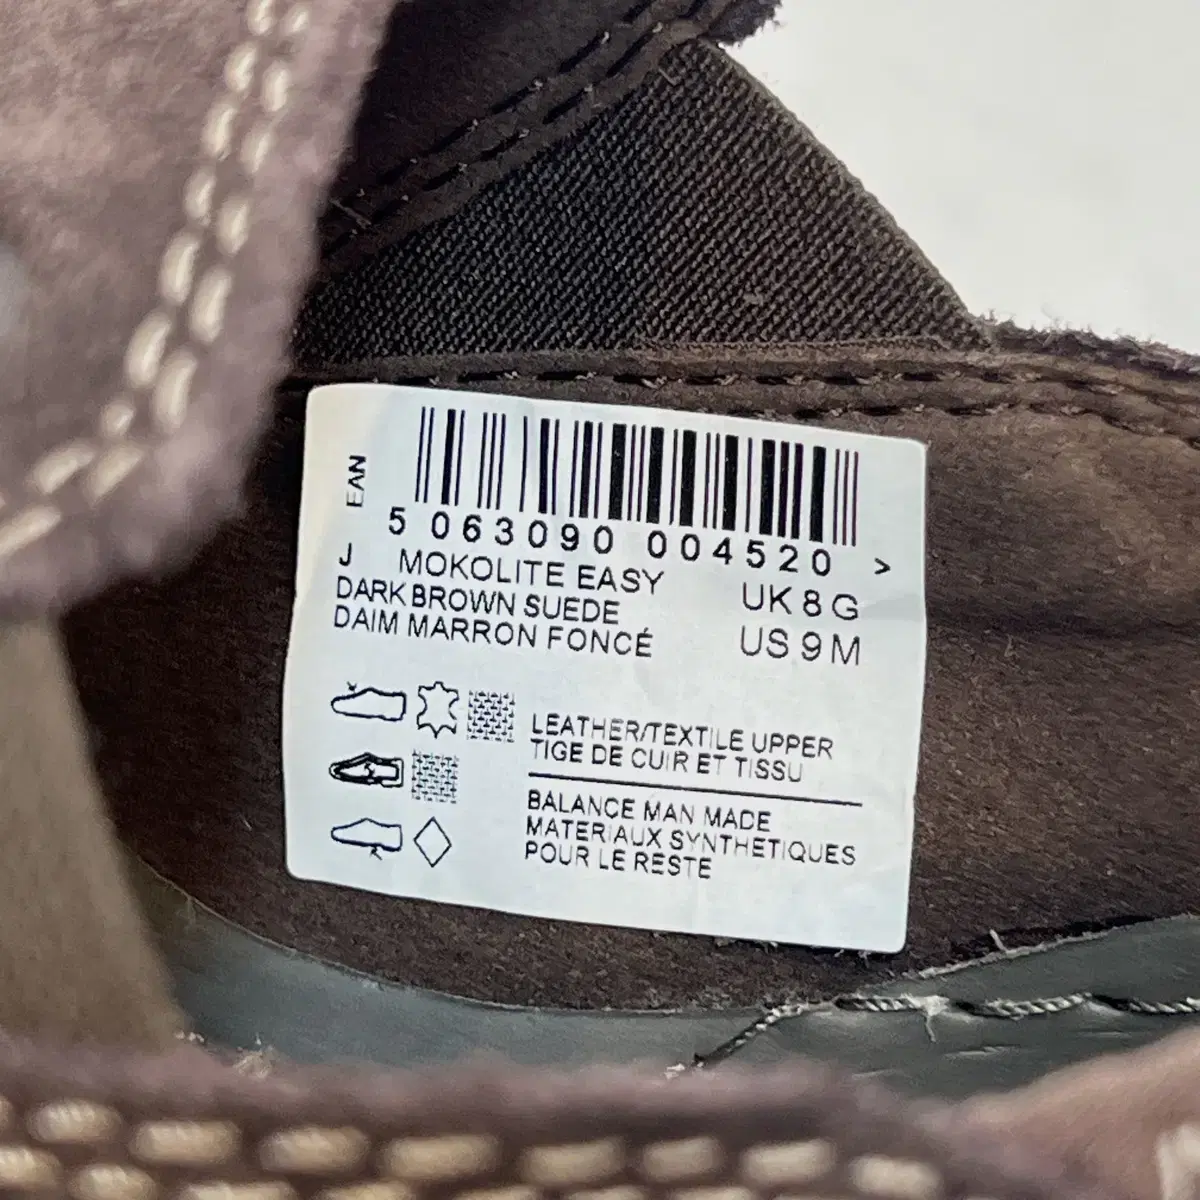 EAN
5 063090 004520 >
J MOKOLITE EASY UK 8 G
DARK BROWN SUEDE
DAIM MARRON FONCÉ US 9 M
LEATHER/TEXTILE UPPER
TIGE DE CUIR ET TISSU
BALANCE MAN MADE
MATERIAUX SYNTHETIQUES
POUR LE RESTE